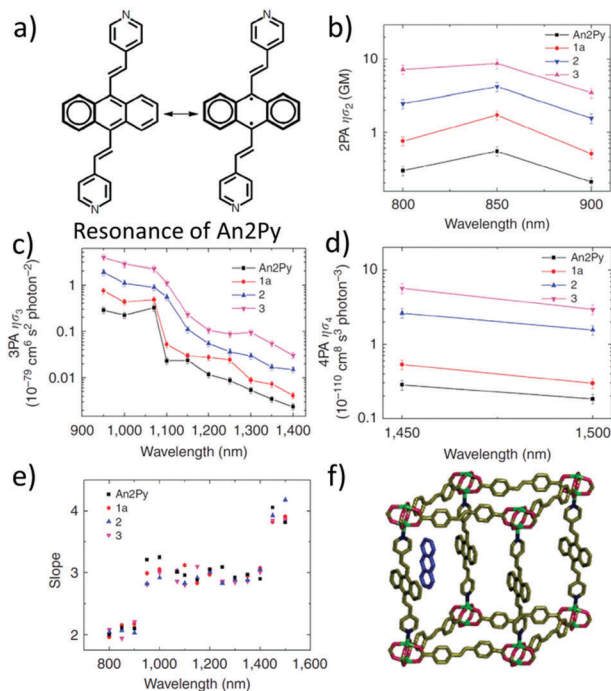 a)
N
N
N
N
Resonance of An2Py
b)
2PA ησ₂ (GM)
10
1
An2Py
1a
2
3
800
850
900
Wavelength (nm)
c)
3PA ησ₃
(10⁻⁷⁹ cm⁶ s² photon⁻²)
1
0.1
0.01
An2Py
1a
2
3
900
1,000
1,100
1,200
1,300
1,400
Wavelength (nm)
d)
4PA ησ₄
(10⁻¹¹⁰ cm⁸ s³ photon⁻³)
10
1
0.1
An2Py
1a
2
3
1,450
1,500
Wavelength (nm)
e)
Slope
4
3
2
An2Py
1a
2
3
800
1,000
1,200
1,400
1,600
Wavelength (nm)
f)